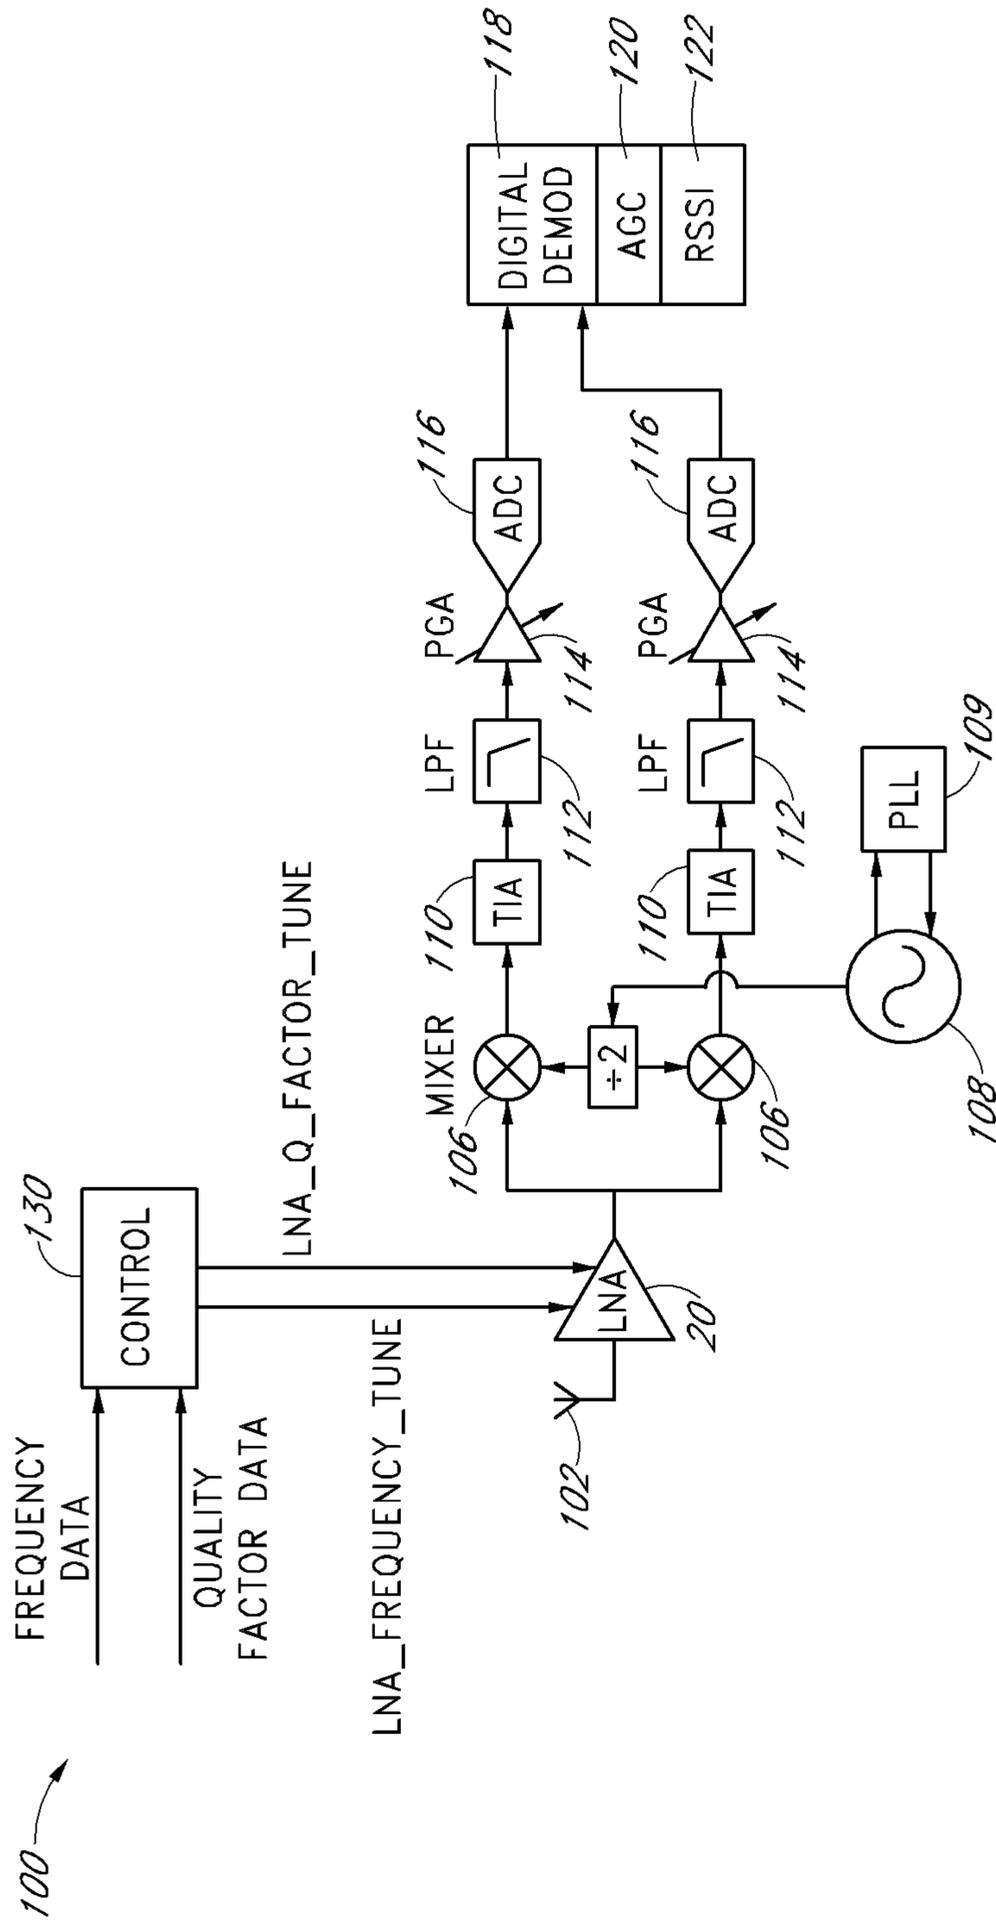 100
FREQUENCY
DATA
QUALITY
FACTOR DATA
CONTROL
130
LNA_Q_FACTOR_TUNE
LNA_FREQUENCY_TUNE
102
LNA
20
MIXER
106
÷2
106
110
TIA
LPF
112
PGA
114
116
ADC
110
TIA
LPF
112
PGA
114
116
ADC
108
PLL
109
DIGITAL
DEMOD
118
AGC
120
RSSI
122